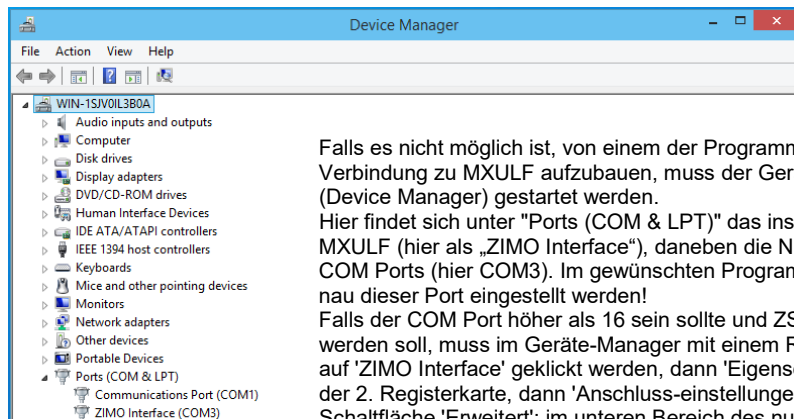 Device Manager
File Action View Help
WIN-1SJV0IL3B0A
Audio inputs and outputs
Computer
Disk drives
Display adapters
DVD/CD-ROM drives
Human Interface Devices
IDE ATA/ATAPI controllers
IEEE 1394 host controllers
Keyboards
Mice and other pointing devices
Monitors
Network adapters
Other devices
Portable Devices
Ports (COM & LPT)
Communications Port (COM1)
ZIMO Interface (COM3)
Falls es nicht möglich ist, von einem der Programm
Verbindung zu MXULF aufzubauen, muss der Ger
(Device Manager) gestartet werden.
Hier findet sich unter "Ports (COM & LPT)" das ins
MXULF (hier als „ZIMO Interface“), daneben die N
COM Ports (hier COM3). Im gewünschten Program
nau dieser Port eingestellt werden!
Falls der COM Port höher als 16 sein sollte und ZS
werden soll, muss im Geräte-Manager mit einem R
auf 'ZIMO Interface' geklickt werden, dann 'Eigens
der 2. Registerkarte, dann 'Anschluss-einstellunge
Schaltfläche 'Erweitert'; im unteren Bereich des nu